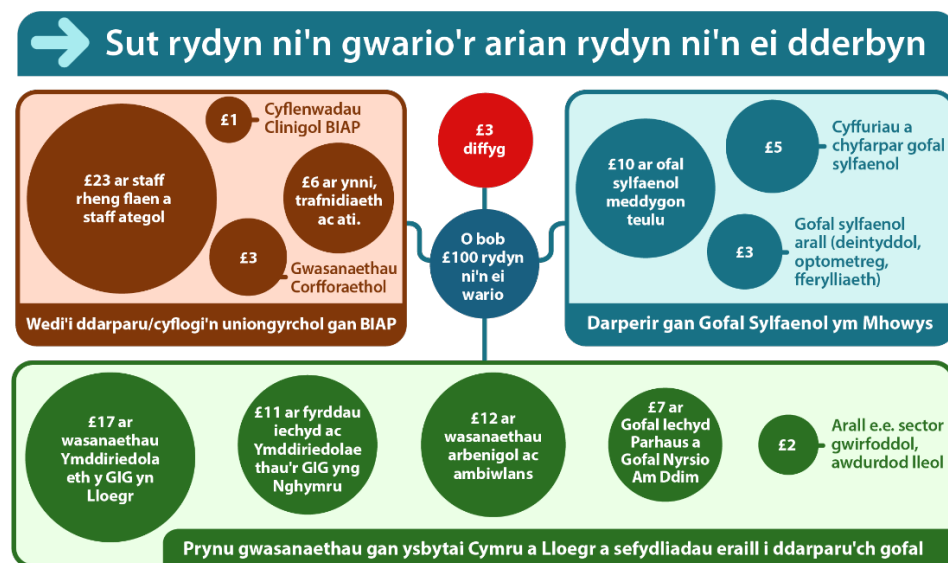 Sut rydyn ni'n gwario'r arian rydyn ni'n ei dderbyn
£23 ar staff
rheng flaen a
staff ategol
£1
Cyflenwadau
Clinigol BIAP
£6 ar ynni,
trafnidiaeth
ac ati.
£3
Gwasanaethau
Corfforaethol
Wedi'i ddarparu/cyflogi'n uniongyrchol gan BIAP
£3
diffyg
O bob
£100 rydyn
ni'n ei
wario
£10 ar ofal
sylfaenol
meddygon
teulu
£5
Cyffuriau a
chyfarpar gofal
sylfaenol
£3
Gofal sylfaenol
arall (deintyddol,
optometreg,
fferylliaeth)
Darperir gan Gofal Sylfaenol ym Mhowys
£17 ar
wasanaethau
Ymddiriedola
eth y GIG yn
Lloegr
£11 ar fyrddau
iechyd ac
Ymddiriedolae
thau'r GIG yng
Nghymru
£12 ar
wasanaethau
arbenigol ac
ambiwlans
£7 ar
Gofal Iechyd
Parhaus a
Gofal Nyrsio
Am Ddim
£2
Arall e.e. sector
gwirfoddol,
awdurdod lleol
Prynu gwasanaethau gan ysbytai Cymru a Lloegr a sefydliadau eraill i ddarparu'ch gofal